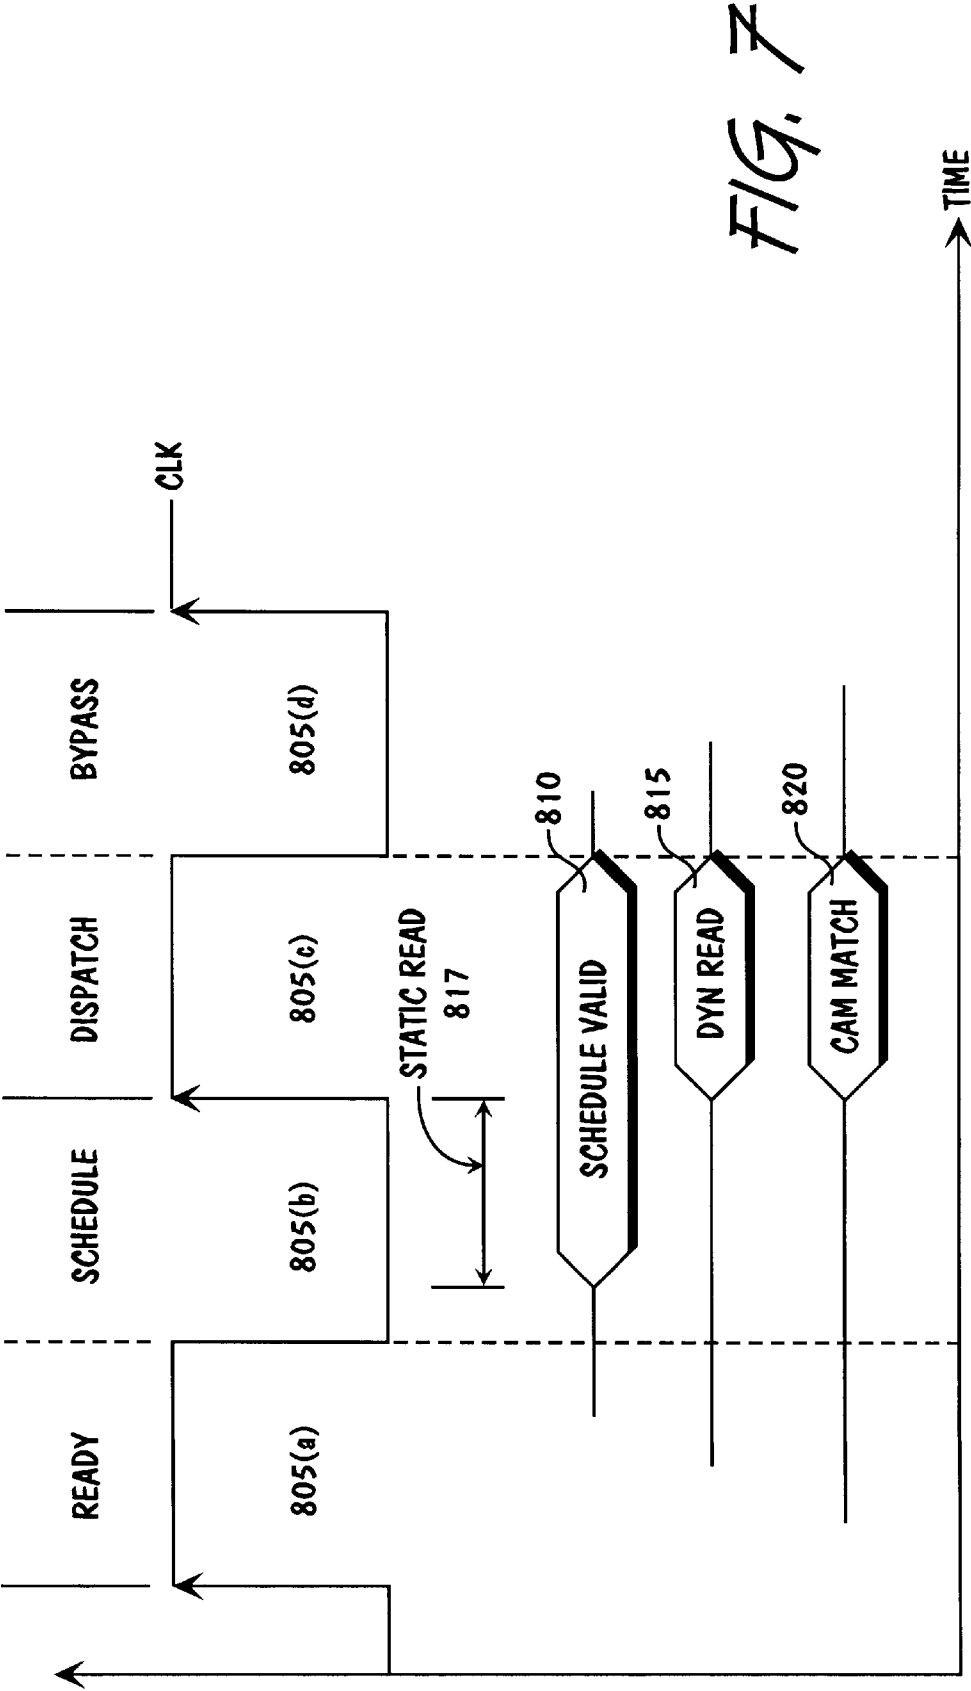 READY
SCHEDULE
DISPATCH
BYPASS
CLK
805(a)
805(b)
805(c)
805(d)
STATIC READ
817
810
SCHEDULE VALID
815
DYN READ
820
CAM MATCH
TIME
FIG. 7